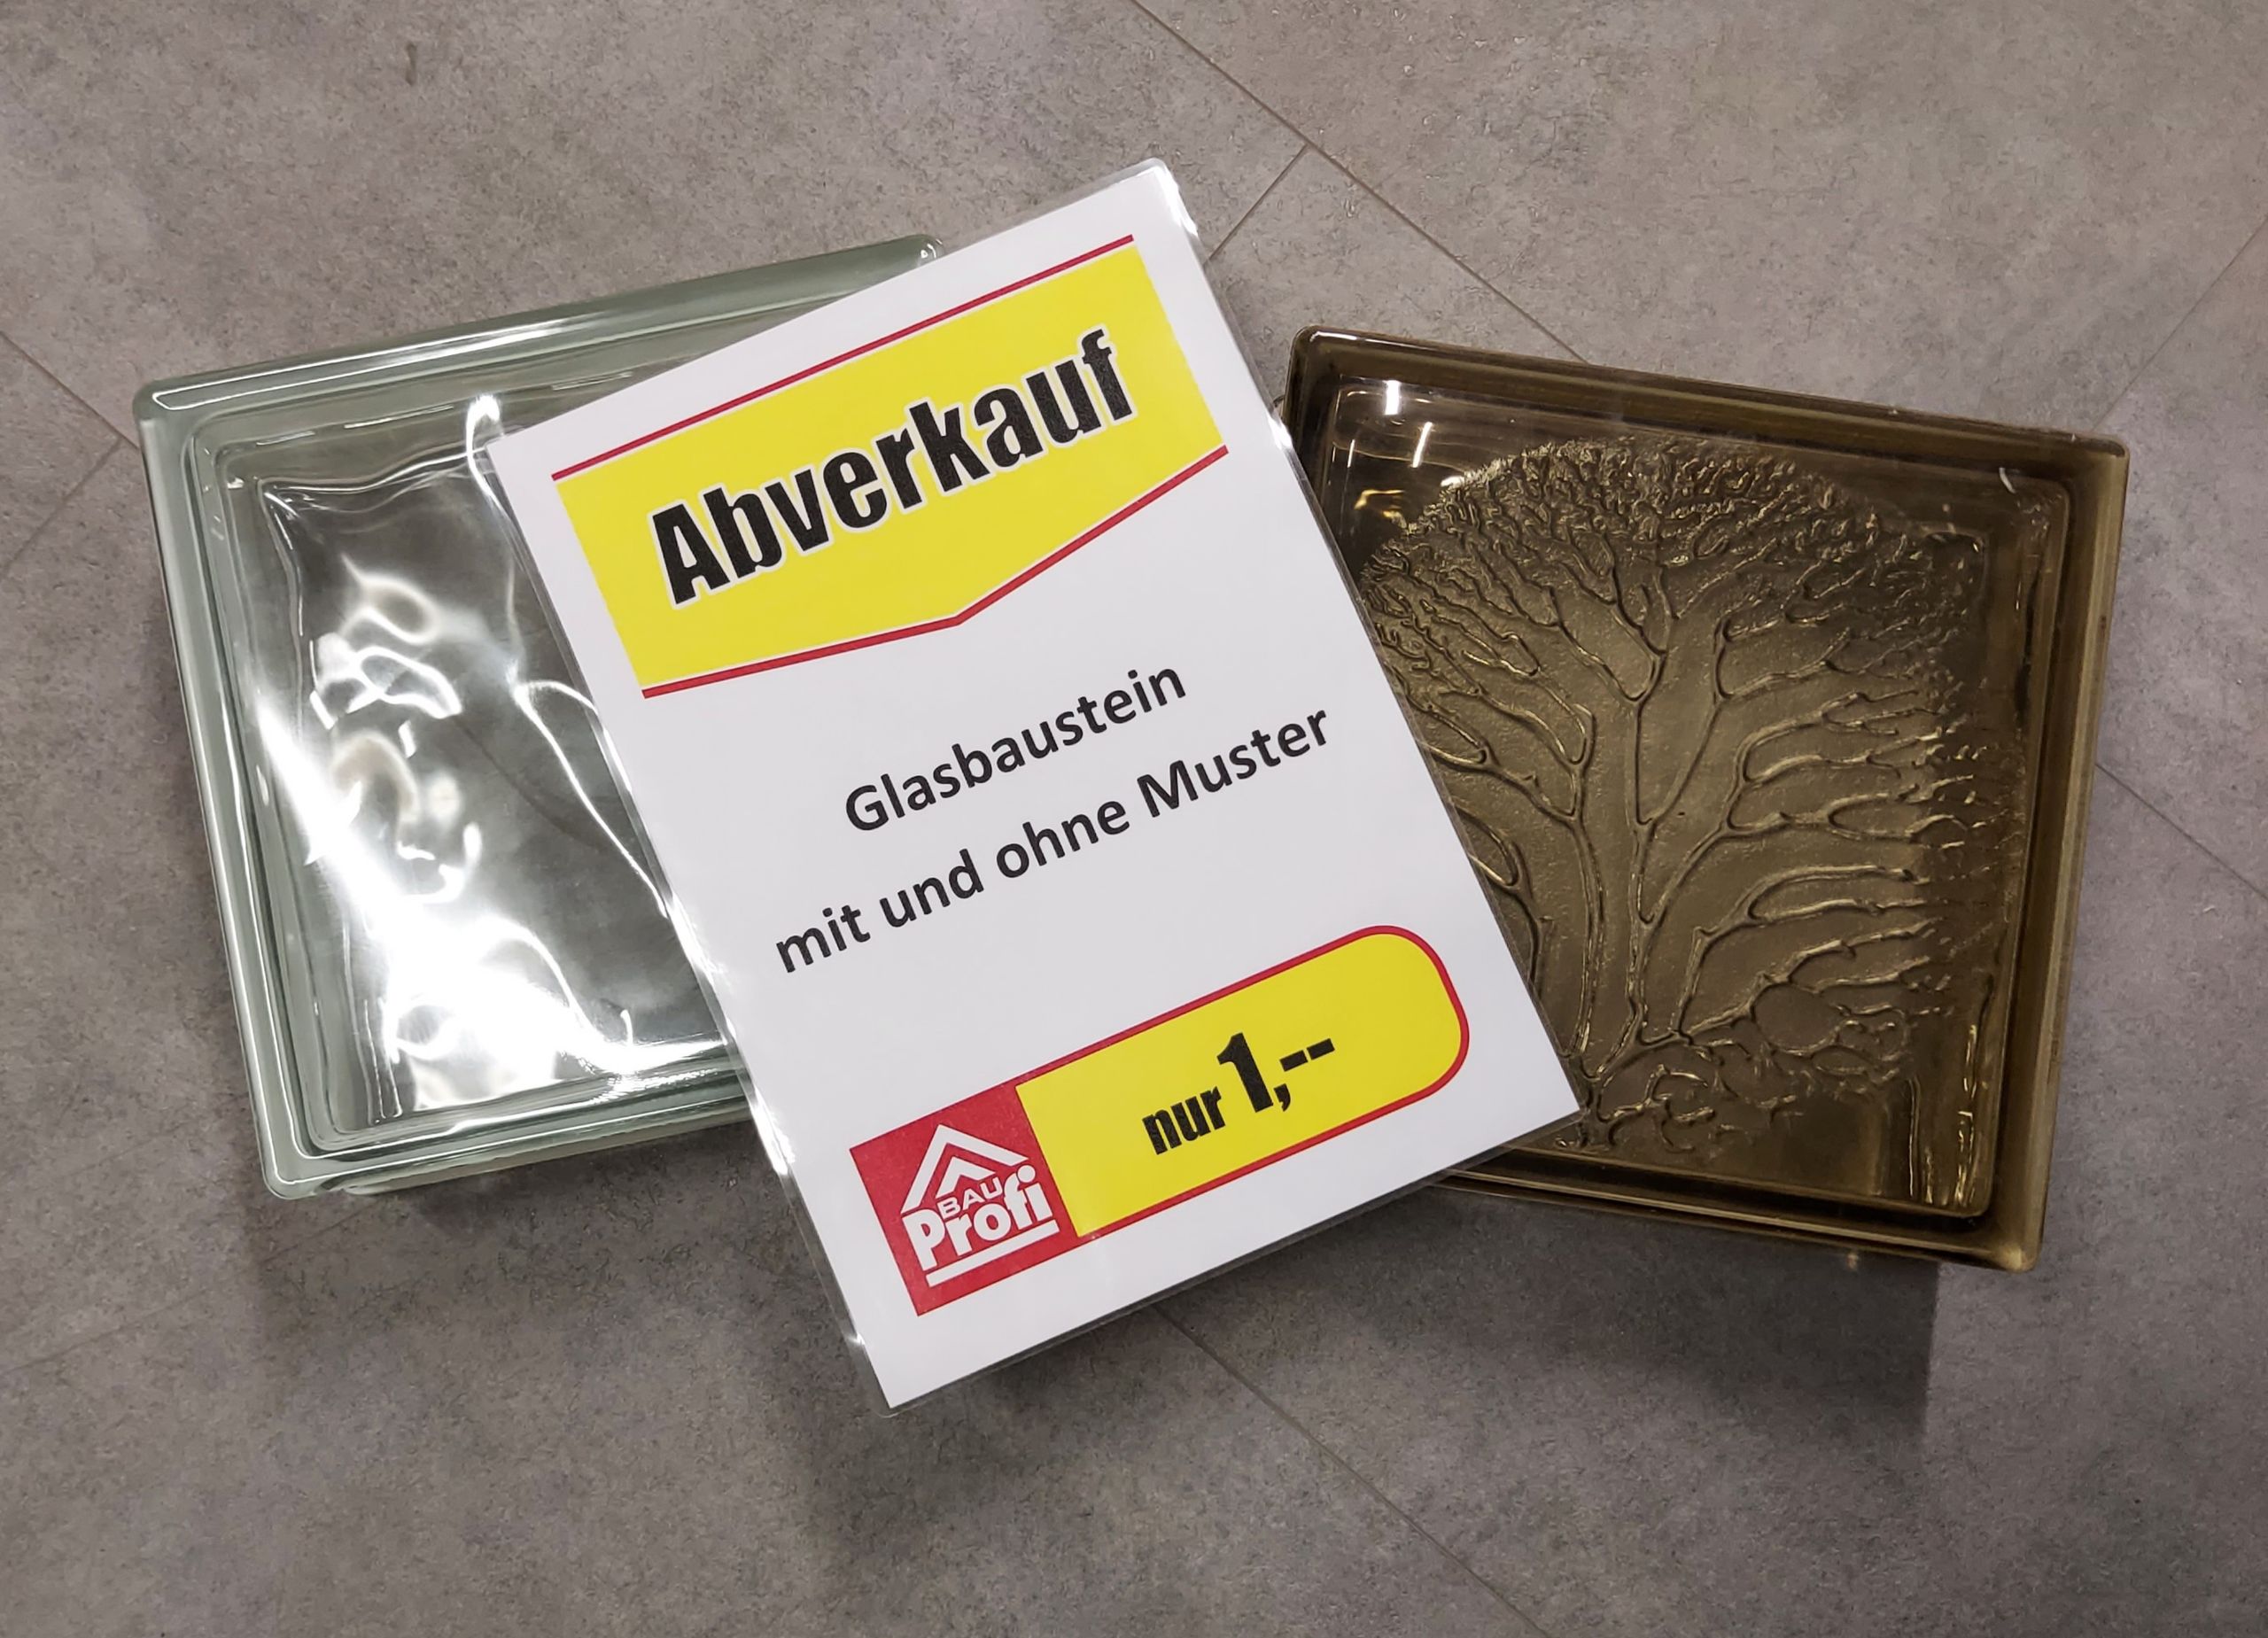 Abverkauf
Glasbaustein
mit und ohne Muster
nur 1,--
BAU
Profi